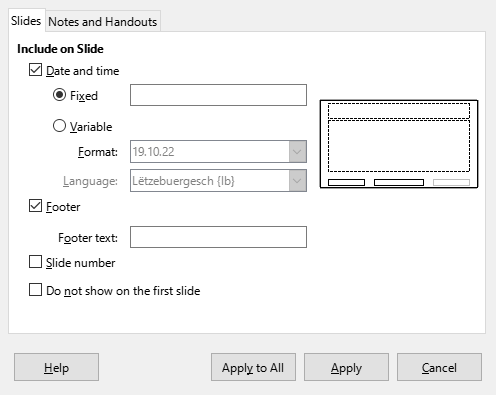 Slides Notes and Handouts
Include on Slide
Date and time
Fixed
Variable
Format: 19.10.22
Language: Lëtzebuergesch {lb}
Footer
Footer text:
Slide number
Do not show on the first slide
Help Apply to All Apply Cancel